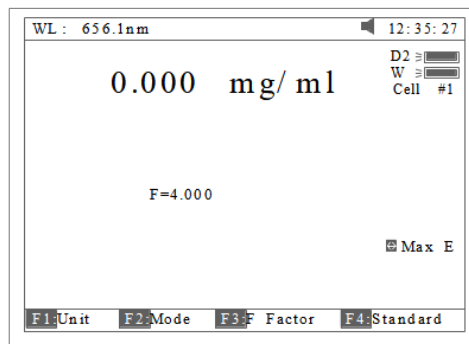 WL: 656.1nm 12:35:27
D2
W
0.000 mg/ml
Cell #1
F=4.000
Max E
F1:Unit F2:Mode F3:F Factor F4:Standard